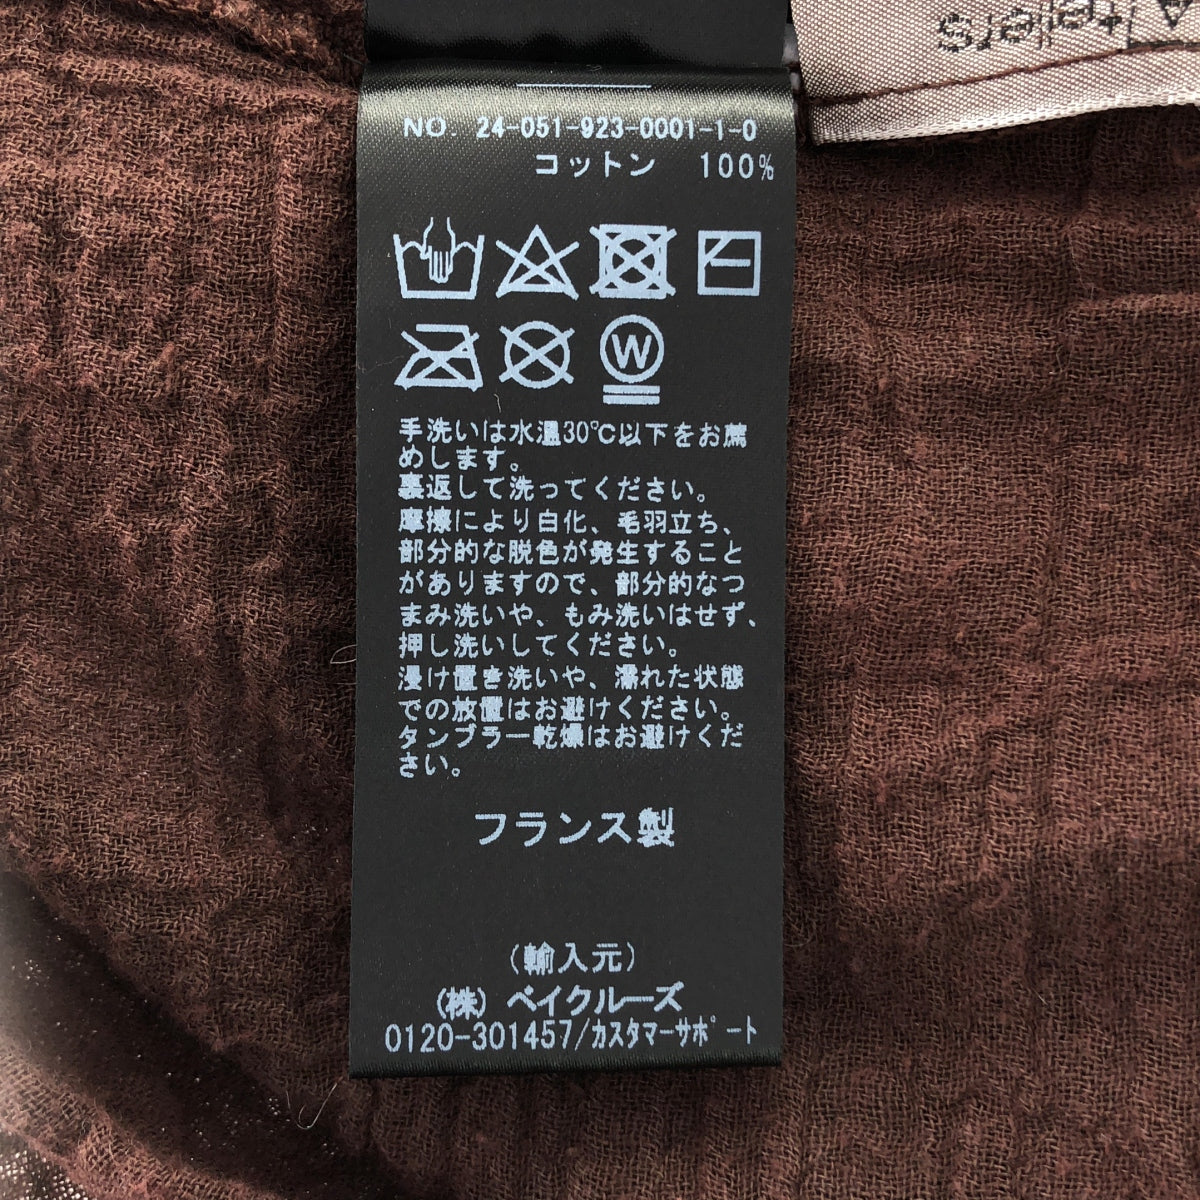 teliers
NO. 24-051-923-0001-1-0
コットン 100%
W
手洗いは水温30℃以下をお薦
めします。
裏返して洗ってください。
摩擦により白化、毛羽立ち、
部分的な脱色が発生すること
がありますので、部分的なつ
まみ洗いや、もみ洗いはせず、
押し洗いしてください。
浸け置き洗いや、濡れた状態
での放置はお避けください。
タンブラー乾燥はお避けくだ
さい。
フランス製
(輸入元)
(株) ベイクルーズ
0120-301457/カスタマーサポート